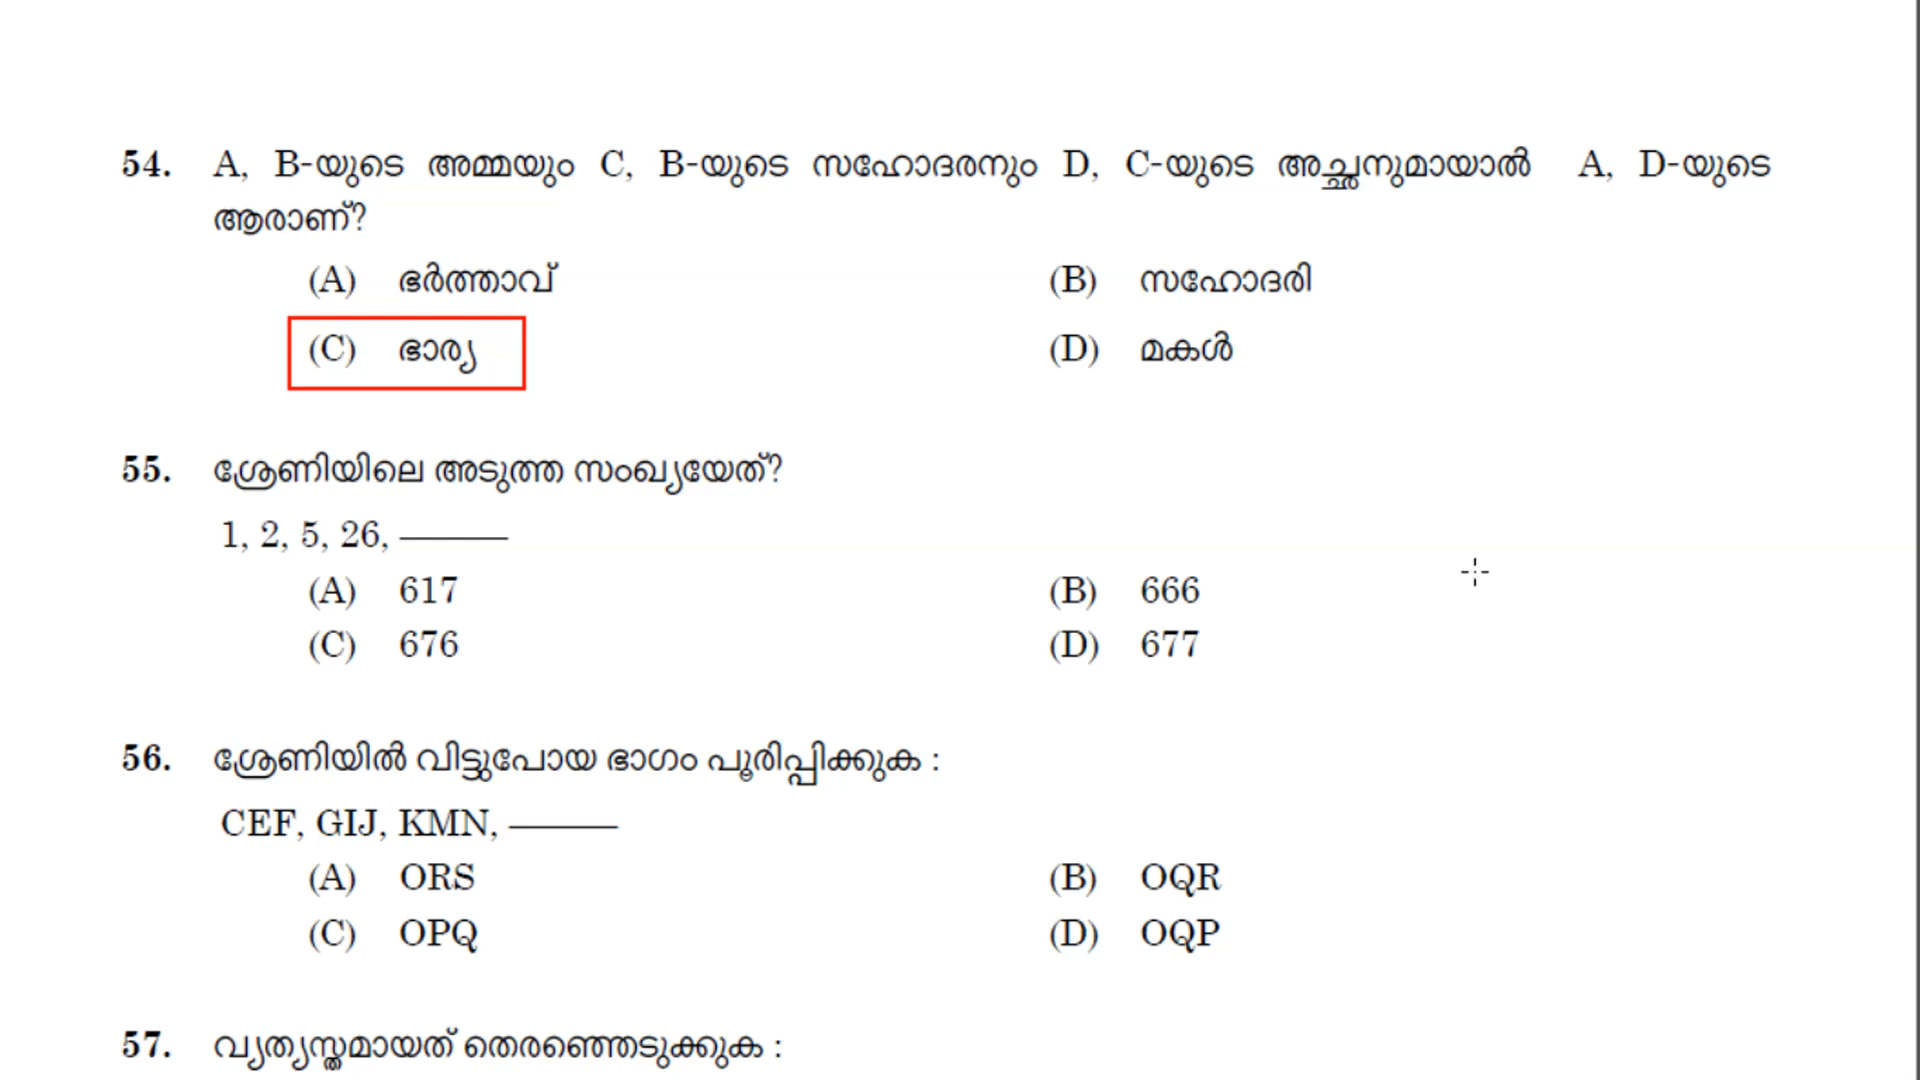 54. A, B-യുടെ അമ്മയും C, B-യുടെ സഹോദരനും D, C-യുടെ അച്ഛനുമായാൽ A, D-യുടെ
ആരാണ്?
(A) ഭർത്താവ് (B) സഹോദരി
(C) ഭാര്യ (D) മകൾ
55. ശ്രേണിയിലെ അടുത്ത സംഖ്യയേത്?
1, 2, 5, 26, ———
(A) 617 (B) 666
(C) 676 (D) 677
56. ശ്രേണിയിൽ വിട്ടുപോയ ഭാഗം പൂരിപ്പിക്കുക :
CEF, GIJ, KMN, ———
(A) ORS (B) OQR
(C) OPQ (D) OQP
57. വ്യത്യസ്തമായത് തെരഞ്ഞെടുക്കുക :